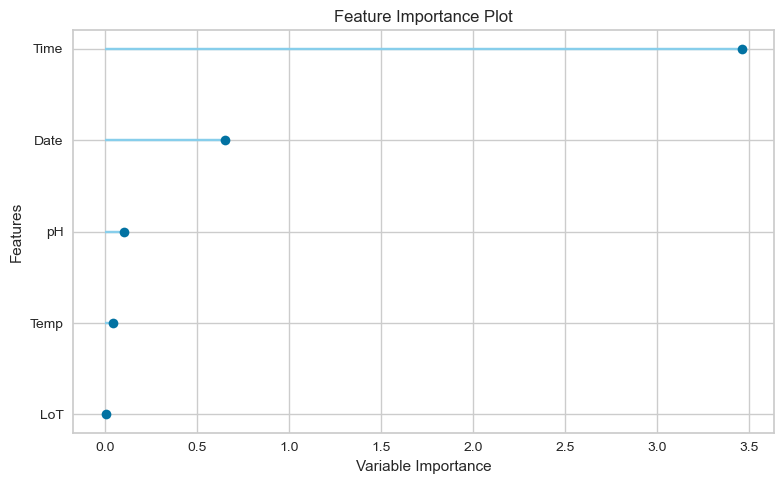 Feature Importance Plot
Time
Date
pH
Temp
LoT
Features
0.0 0.5 1.0 1.5 2.0 2.5 3.0 3.5
Variable Importance